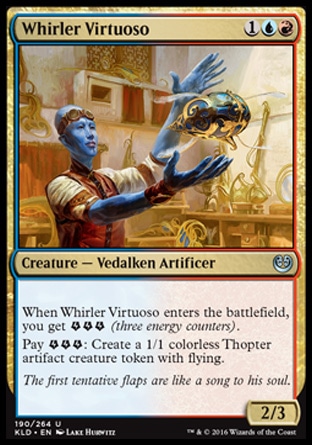 Whirler Virtuoso 1
Creature — Vedalken Artificer
When Whirler Virtuoso enters the battlefield,
you get (three energy counters).
Pay : Create a 1/1 colorless Thopter
artifact creature token with flying.
The first tentative flaps are like a song to his soul.
2/3
190/264 U
KLD • EN Lake Hurwitz
™ & © 2016 Wizards of the Coast